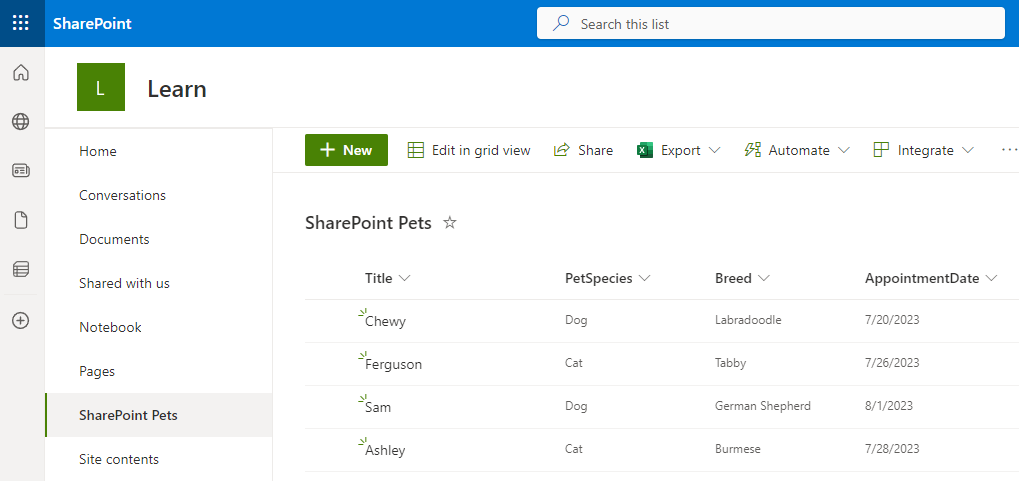 SharePoint
Search this list
L
Learn
Home
Conversations
Documents
Shared with us
Notebook
Pages
SharePoint Pets
Site contents
New
Edit in grid view
Share
Export
Automate
Integrate
SharePoint Pets
Title PetSpecies Breed AppointmentDate
Chewy Dog Labradoodle 7/20/2023
Ferguson Cat Tabby 7/26/2023
Sam Dog German Shepherd 8/1/2023
Ashley Cat Burmese 7/28/2023